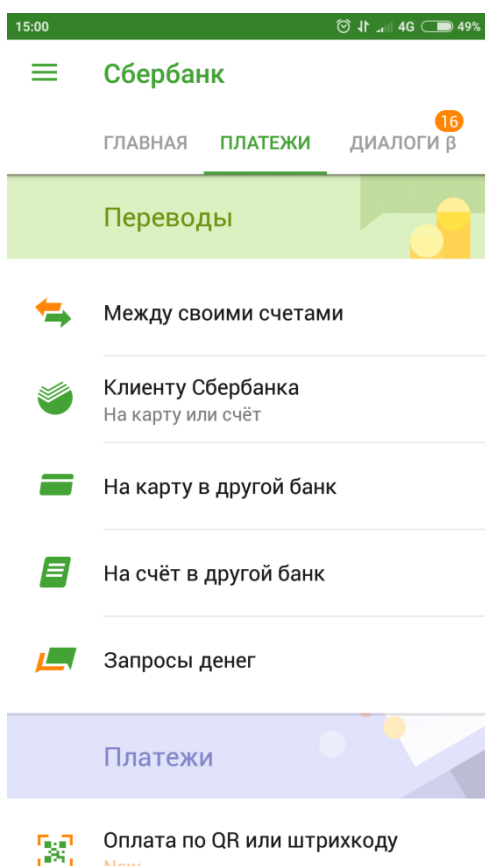 15:00 4G 49%
Сбербанк
16
ГЛАВНАЯ ПЛАТЕЖИ ДИАЛОГИ β
Переводы
Между своими счетами
Клиенту Сбербанка
На карту или счёт
На карту в другой банк
На счёт в другой банк
Запросы денег
Платежи
Оплата по QR или штрихкоду
New